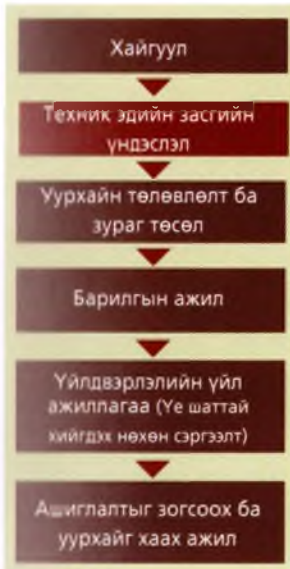 Хайгуул
Техник эдийн засгийн
үндэслэл
Уурхайн төлөвлөлт ба
зураг төсөл
Барилгын ажил
Үйлдвэрлэлийн үйл
ажиллагаа (Үе шаттай
хийгдэх нөхөн сэргээлт)
Ашиглалтыг зогсоох ба
уурхайг хаах ажил